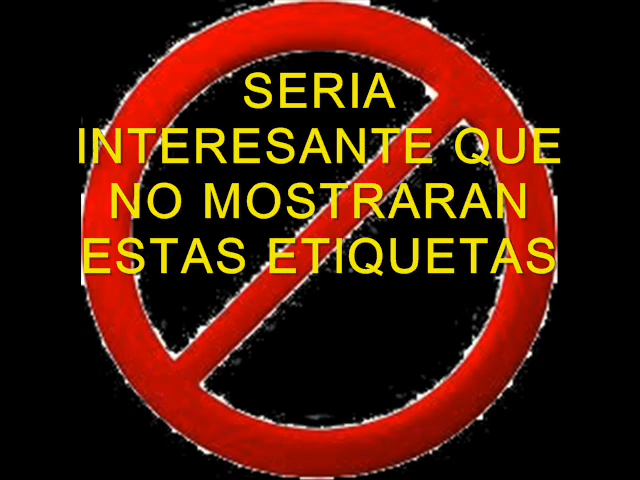 SERIA
INTERESANTE QUE
NO MOSTRARAN
ESTAS ETIQUETAS